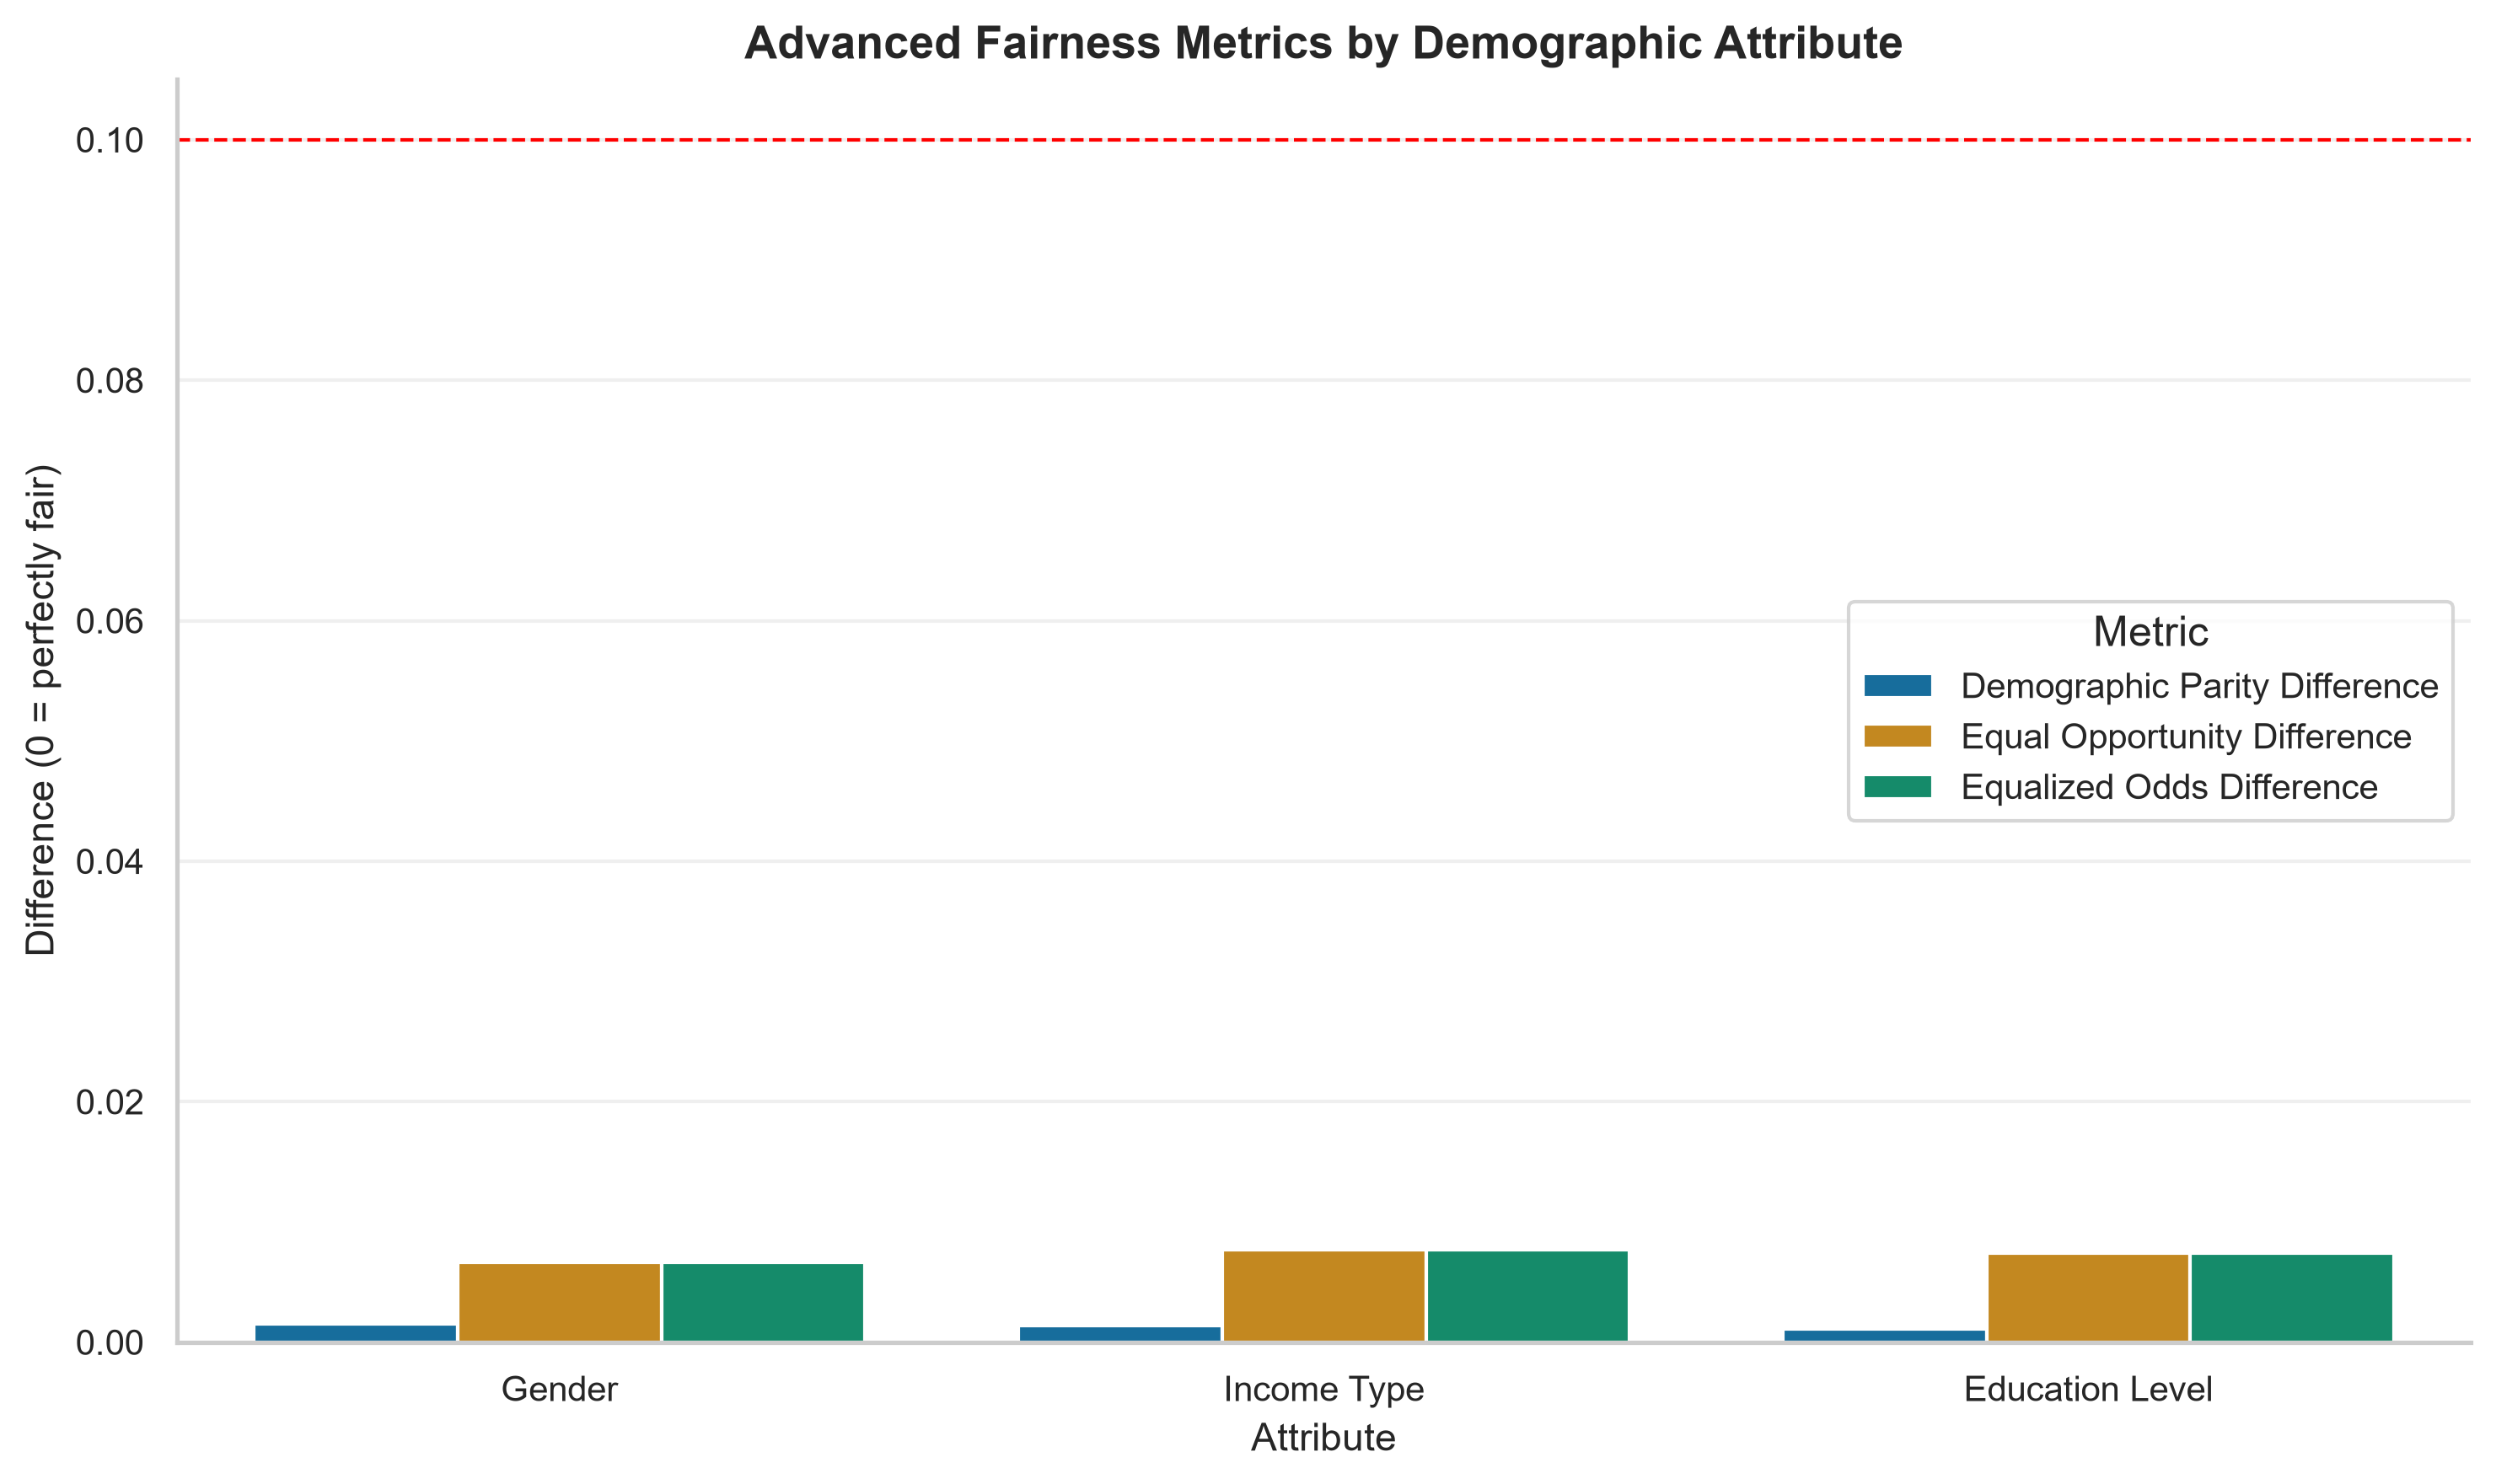 Advanced Fairness Metrics by Demographic Attribute
Difference (0 = perfectly fair)
0.10
0.08
0.06
0.04
0.02
0.00
Metric
Demographic Parity Difference
Equal Opportunity Difference
Equalized Odds Difference
Gender
Income Type
Education Level
Attribute